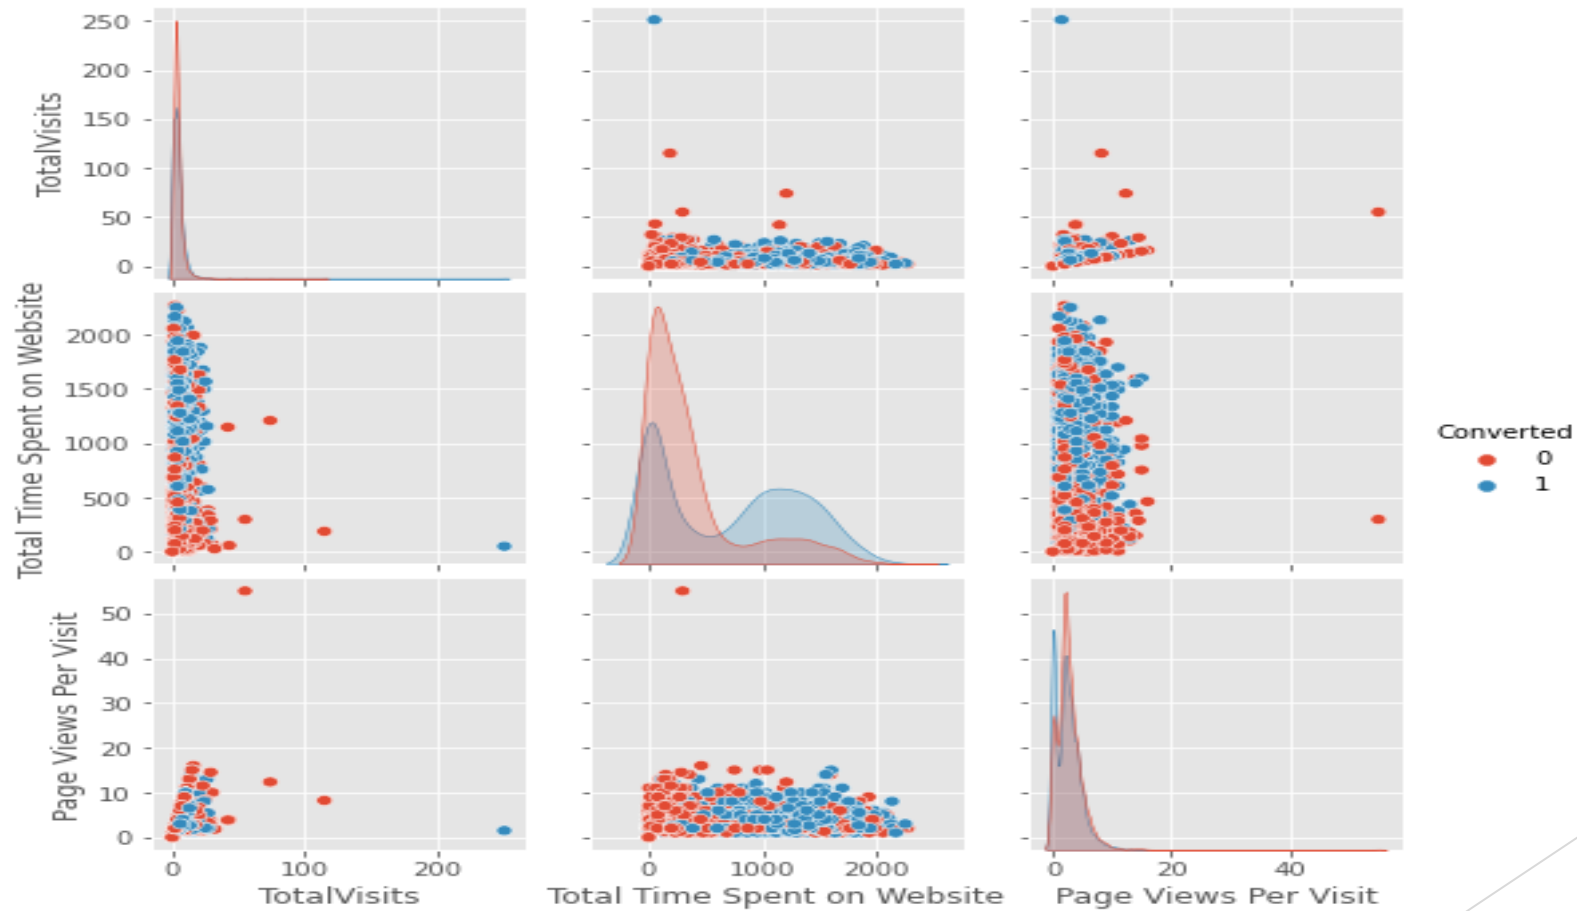 250
200
150
100
50
0
TotalVisits
2000
1500
1000
500
0
Total Time Spent on Website
50
40
30
20
10
0
Page Views Per Visit
0 100 200
0 1000 2000
0 20 40
TotalVisits
Total Time Spent on Website
Page Views Per Visit
Converted
0
1